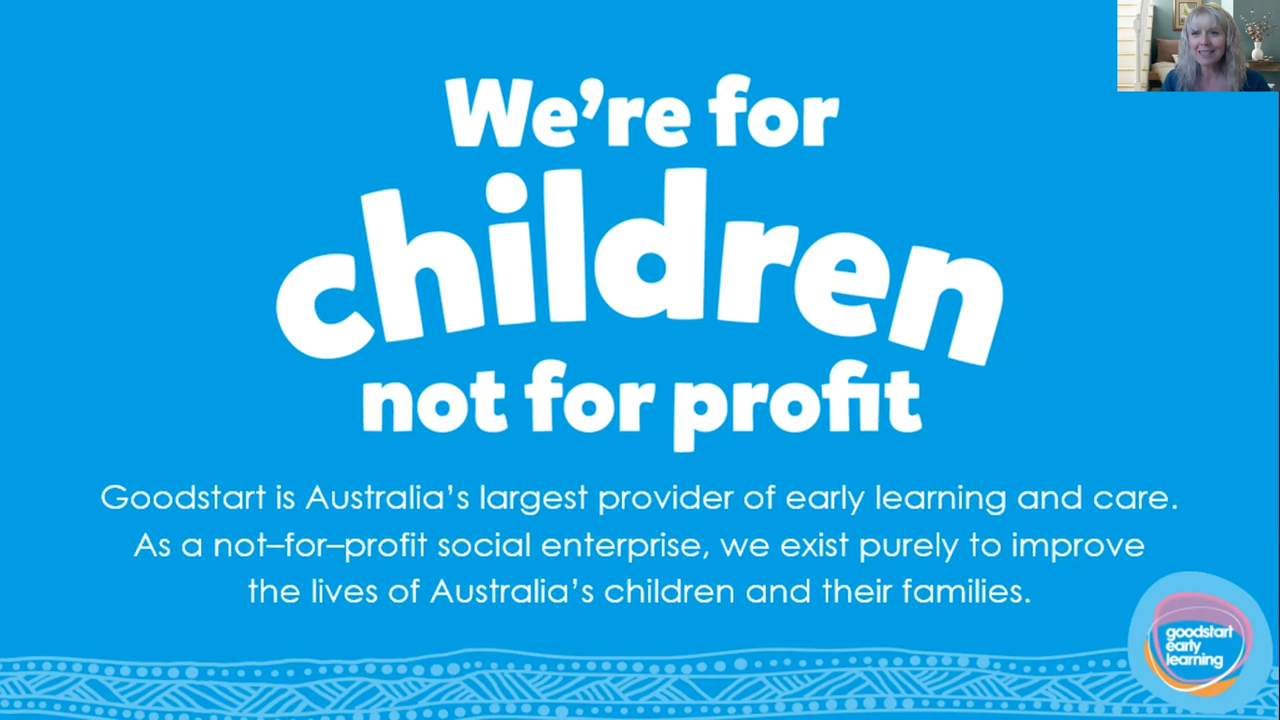 We're for
children
not for profit
Goodstart is Australia's largest provider of early learning and care.
As a not–for–profit social enterprise, we exist purely to improve
the lives of Australia's children and their families.
goodstart
early
learning